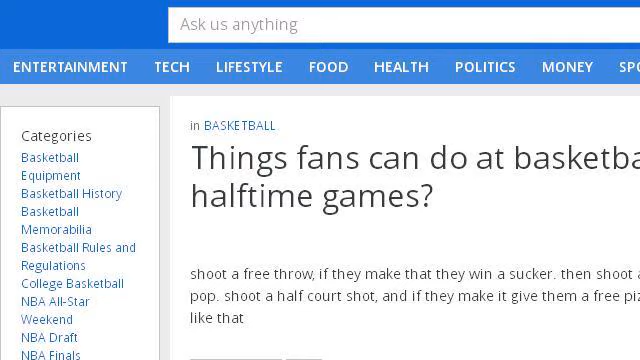 Ask us anything
ENTERTAINMENT TECH LIFESTYLE FOOD HEALTH POLITICS MONEY
Categories
Basketball
Equipment
Basketball History
Basketball
Memorabilia
Basketball Rules and
Regulations
College Basketball
NBA All-Star
Weekend
NBA Draft
NBA Finals
in BASKETBALL
Things fans can do at
halftime games?
shoot a free throw, if they make that they win a sucker. then shoot
pop. shoot a half court shot, and if they make it give them a free
like that